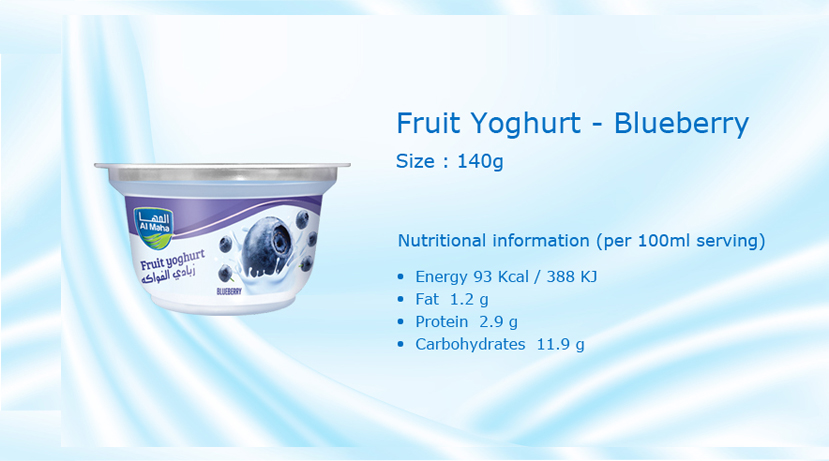 Fruit Yoghurt - Blueberry
Size : 140g
المها
Al Maha
Fruit yoghurt
زبادي الفواكه
BLUEBERRY
Nutritional information (per 100ml serving)
• Energy 93 Kcal / 388 KJ
• Fat 1.2 g
• Protein 2.9 g
• Carbohydrates 11.9 g